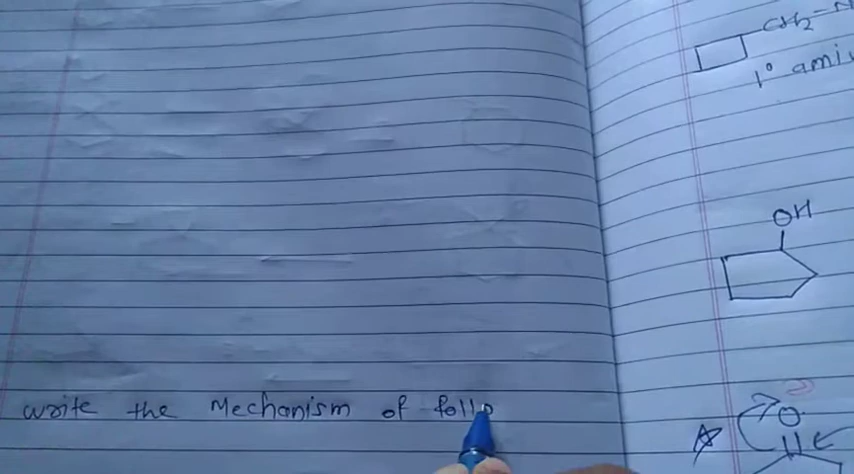 CH2-N
1° ami
OH
O
write the Mechanism of follo